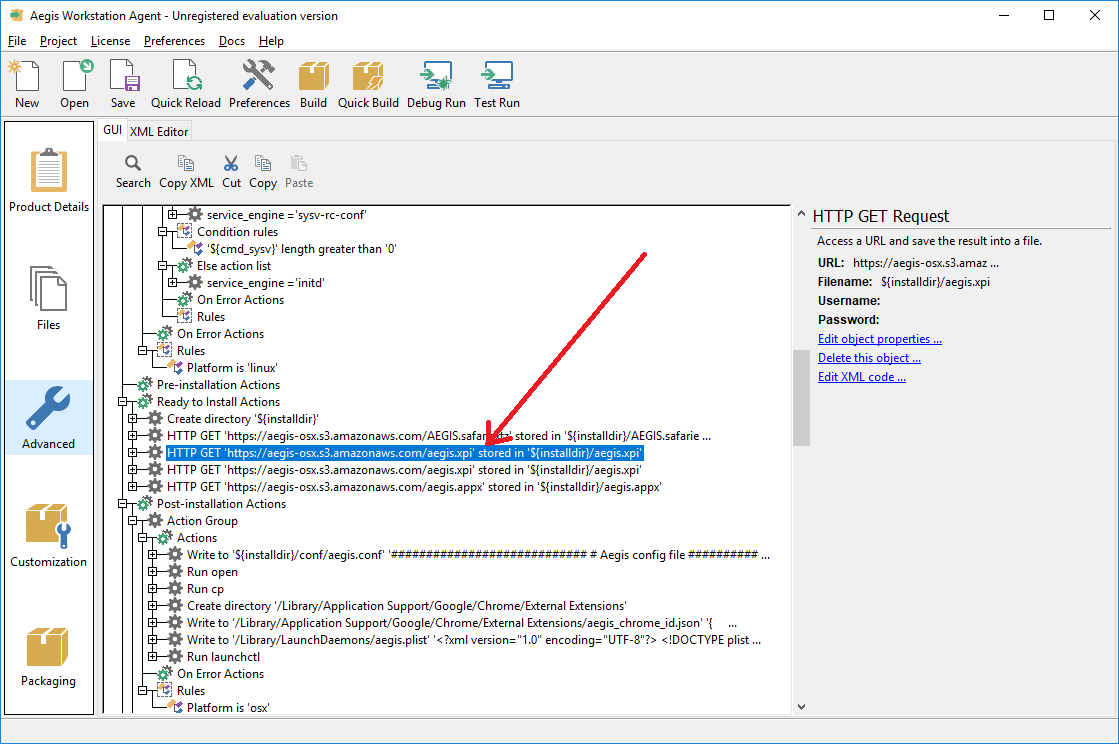 Aegis Workstation Agent - Unregistered evaluation version
File Project License Preferences Docs Help
New Open Save Quick Reload Preferences Build Quick Build Debug Run Test Run
GUI XML Editor
Search Copy XML Cut Copy Paste
Product Details
Files
Advanced
Customization
Packaging
service_engine ='sysv-rc-conf'
Condition rules
'${cmd_sysv}' length greater than '0'
Else action list
service_engine ='initd'
On Error Actions
Rules
On Error Actions
Rules
Platform is 'linux'
Pre-installation Actions
Ready to Install Actions
Create directory '${installdir}'
HTTP GET 'https://aegis-osx.s3.amazonaws.com/AEGIS.safari stored in '${installdir}/AEGIS.safarie ...
HTTP GET 'https://aegis-osx.s3.amazonaws.com/aegis.xpi' stored in '${installdir}/aegis.xpi'
HTTP GET 'https://aegis-osx.s3.amazonaws.com/aegis.xpi' stored in '${installdir}/aegis.xpi'
HTTP GET 'https://aegis-osx.s3.amazonaws.com/aegis.appx' stored in '${installdir}/aegis.appx'
Post-installation Actions
Action Group
Actions
Write to '${installdir}/conf/aegis.conf' '########################### # Aegis config file ########## ...
Run open
Run cp
Create directory '/Library/Application Support/Google/Chrome/External Extensions'
Write to '/Library/Application Support/Google/Chrome/External Extensions/aegis_chrome_id.json' '{ ...
Write to '/Library/LaunchDaemons/aegis.plist' '<?xml version="1.0" encoding="UTF-8"?> <!DOCTYPE plist ...
Run launchctl
On Error Actions
Rules
Platform is 'osx'
HTTP GET Request
Access a URL and save the result into a file.
URL: https://aegis-osx.s3.amaz ...
Filename: ${installdir}/aegis.xpi
Username:
Password:
Edit object properties ...
Delete this object ...
Edit XML code ...